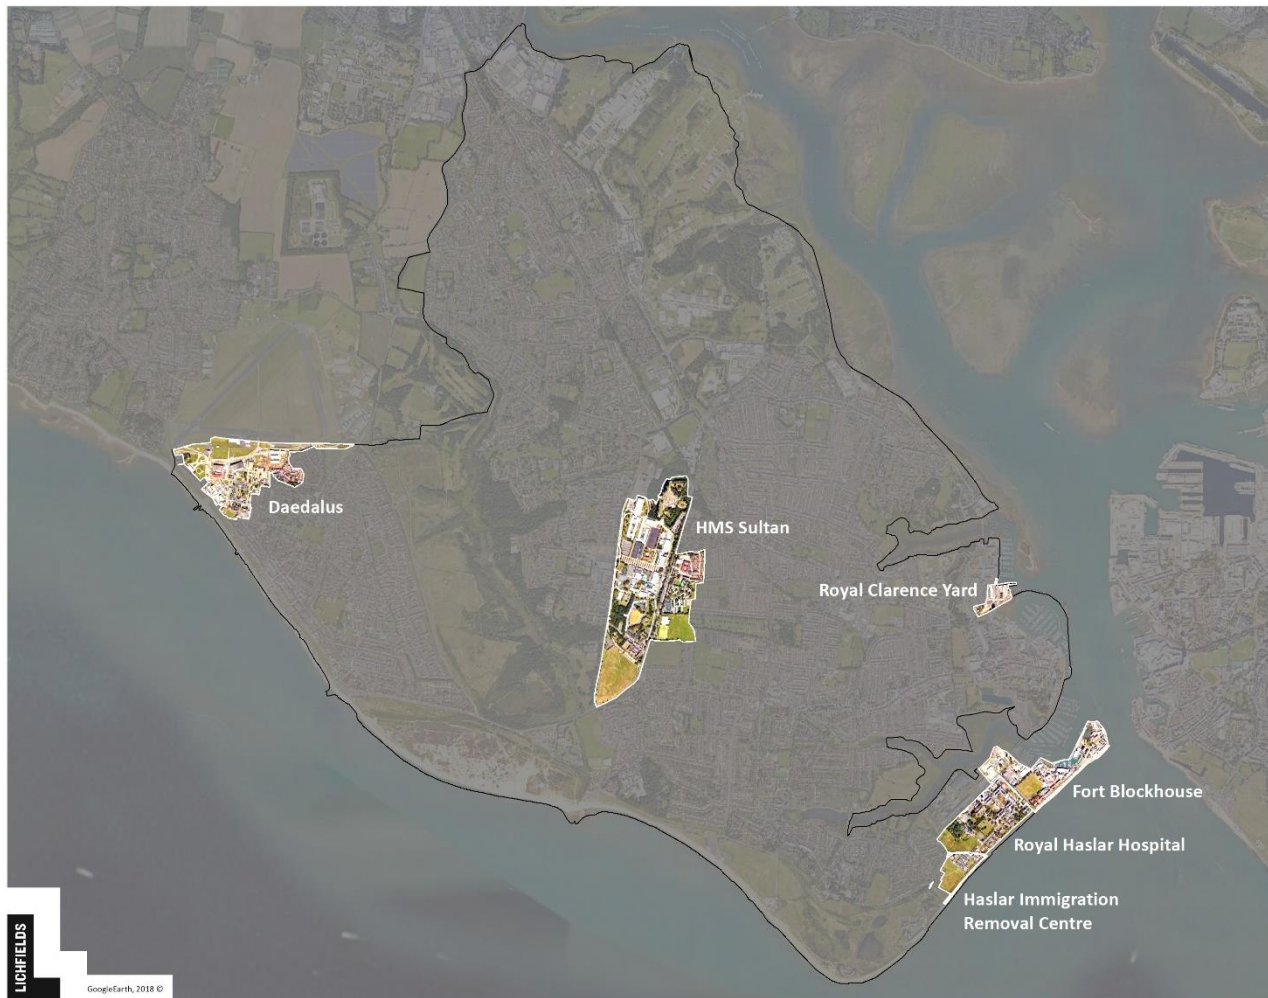 Daedalus
HMS Sultan
Royal Clarence Yard
Fort Blockhouse
Royal Haslar Hospital
Haslar Immigration
Removal Centre
LICHFIELDS
GoogleEarth, 2018 ©